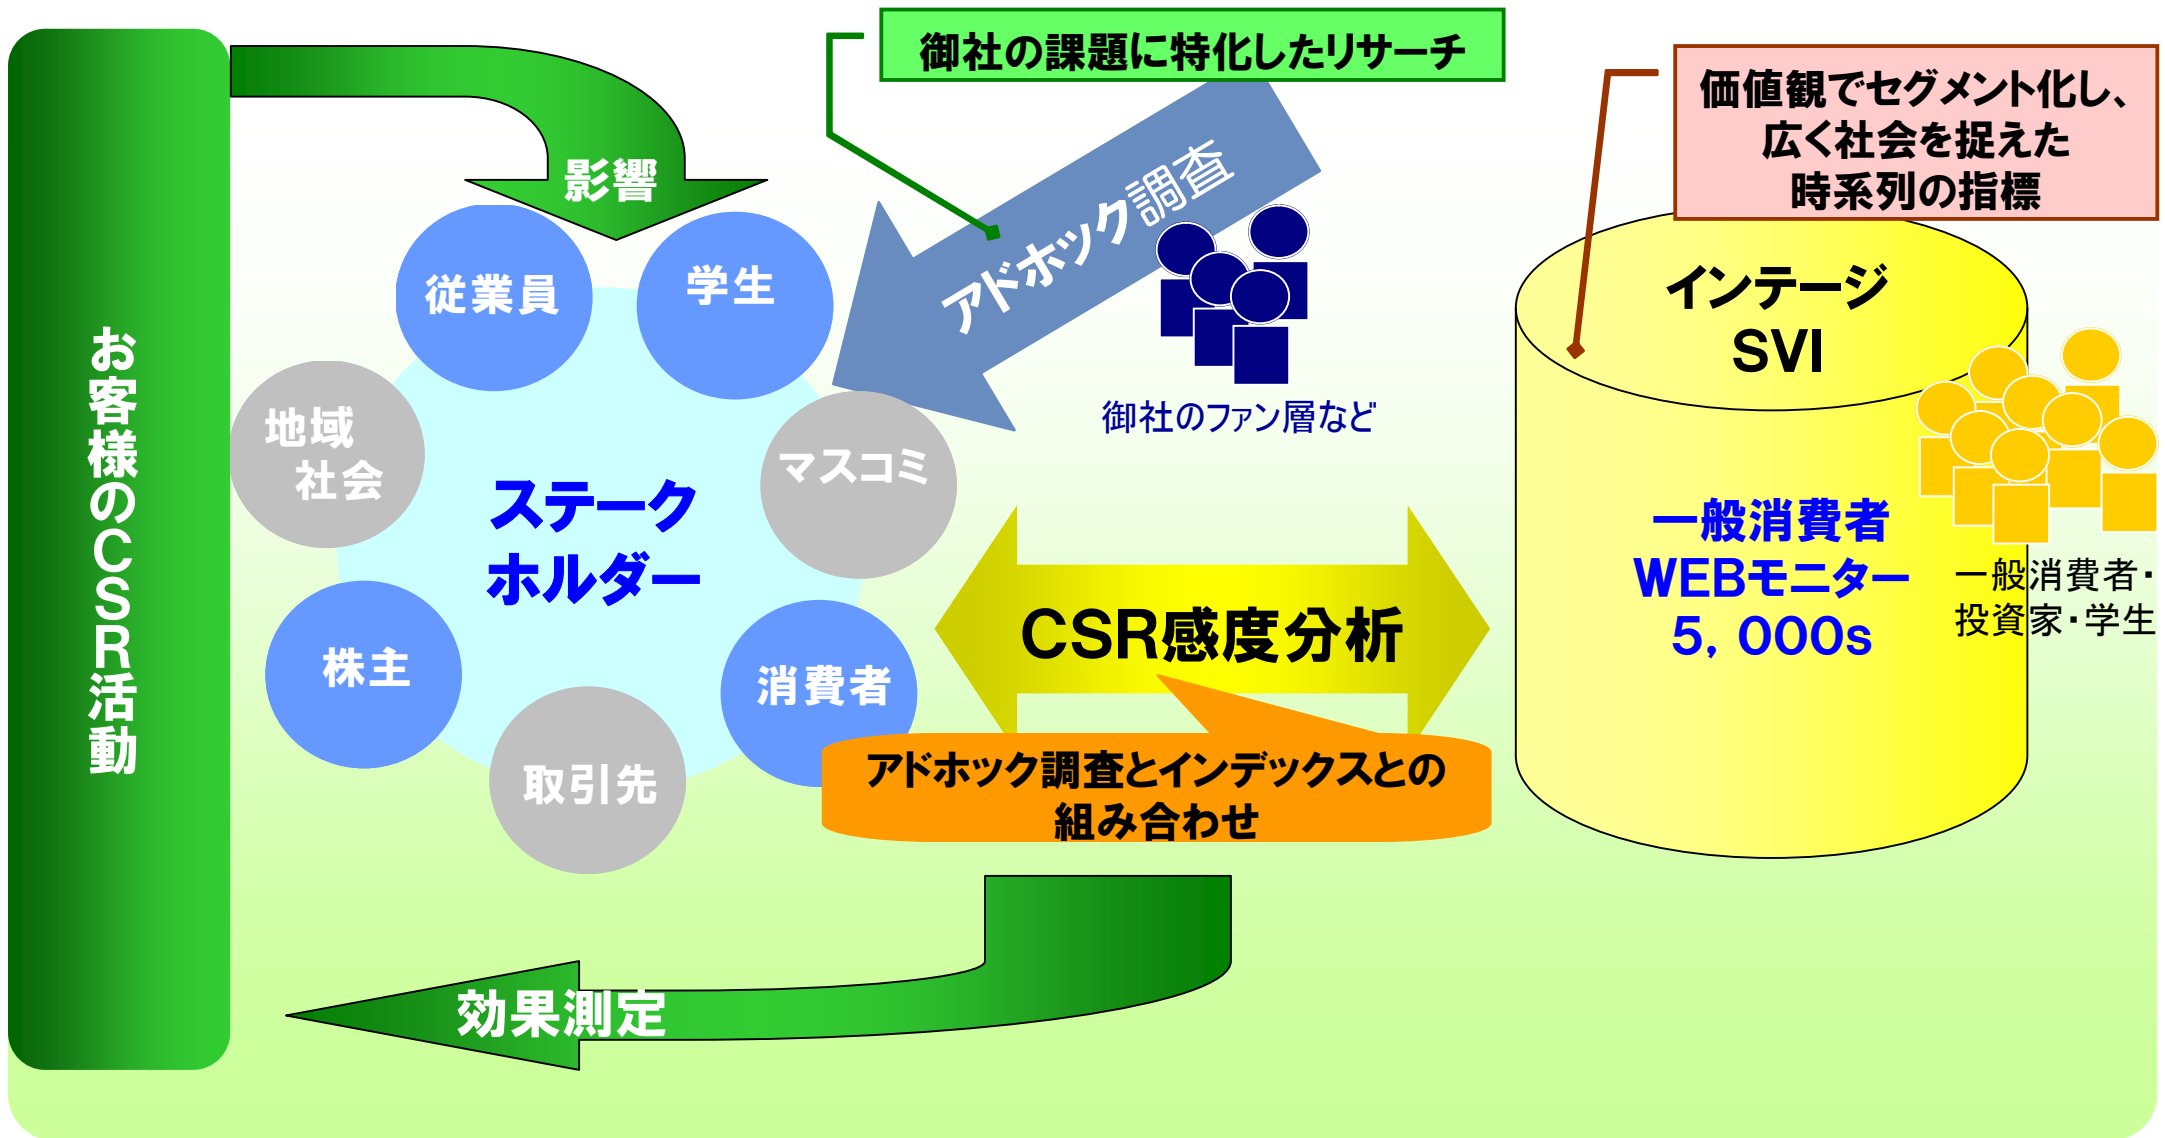 御社の課題に特化したリサーチ
価値観でセグメント化し、
広く社会を捉えた
時系列の指標
影響
アドホック調査
従業員
学生
インテージ
SVI
お客様のCSR活動
御社のファン層など
地域
社会
マスコミ
ステーク
ホルダー
一般消費者
WEBモニター
5,000s
一般消費者・
投資家・学生
CSR感度分析
株主
消費者
取引先
アドホック調査とインデックスとの
組み合わせ
効果測定